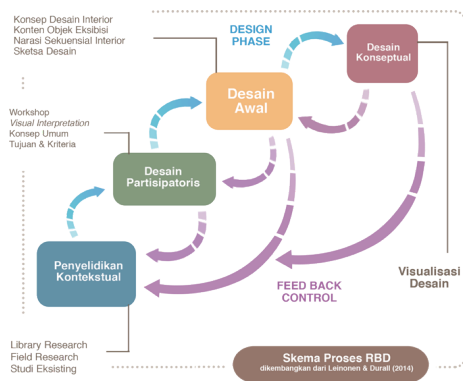 Konsep Desain Interior
Konten Objek Eksibisi
Narasi Sekuensial Interior
Sketsa Desain
DESIGN
PHASE
Desain
Konseptual
Desain
Awal
Workshop
Visual Interpretation
Konsep Umum
Tujuan & Kriteria
Desain
Partisipatoris
Penyelidikan
Kontekstual
Visualisasi
Desain
FEED BACK
CONTROL
Library Research
Field Research
Studi Eksisting
Skema Proses RBD
dikembangkan dari Leinonen & Durall (2014)